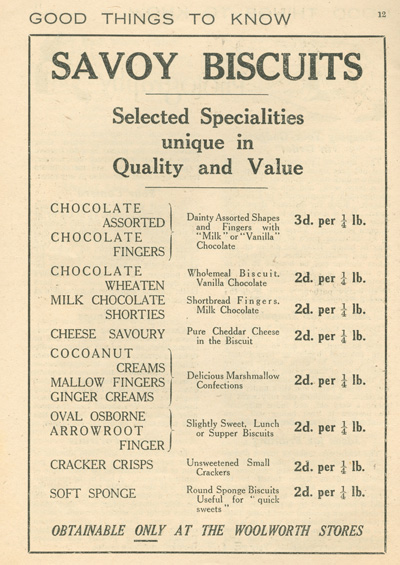 GOOD THINGS TO KNOW 12
SAVOY BISCUITS
Selected Specialities
unique in
Quality and Value
CHOCOLATE
ASSORTED
CHOCOLATE
FINGERS
Dainty Assorted Shapes
and Fingers with
"Milk" or "Vanilla"
Chocolate
3d. per ¼ lb.
CHOCOLATE
WHEATEN
Wholemeal Biscuit.
Vanilla Chocolate
2d. per ¼ lb.
MILK CHOCOLATE
SHORTIES
Shortbread Fingers.
Milk Chocolate
2d. per ¼ lb.
CHEESE SAVOURY
Pure Cheddar Cheese
in the Biscuit
2d. per ¼ lb.
COCOANUT
CREAMS
MALLOW FINGERS
GINGER CREAMS
Delicious Marshmallow
Confections
2d. per ¼ lb.
OVAL OSBORNE
ARROWROOT
FINGER
Slightly Sweet, Lunch
or Supper Biscuits
2d. per ¼ lb.
CRACKER CRISPS
Unsweetened Small
Crackers
2d. per ¼ lb.
SOFT SPONGE
Round Sponge Biscuits
Useful for "quick
sweets"
2d. per ¼ lb.
OBTAINABLE ONLY AT THE WOOLWORTH STORES